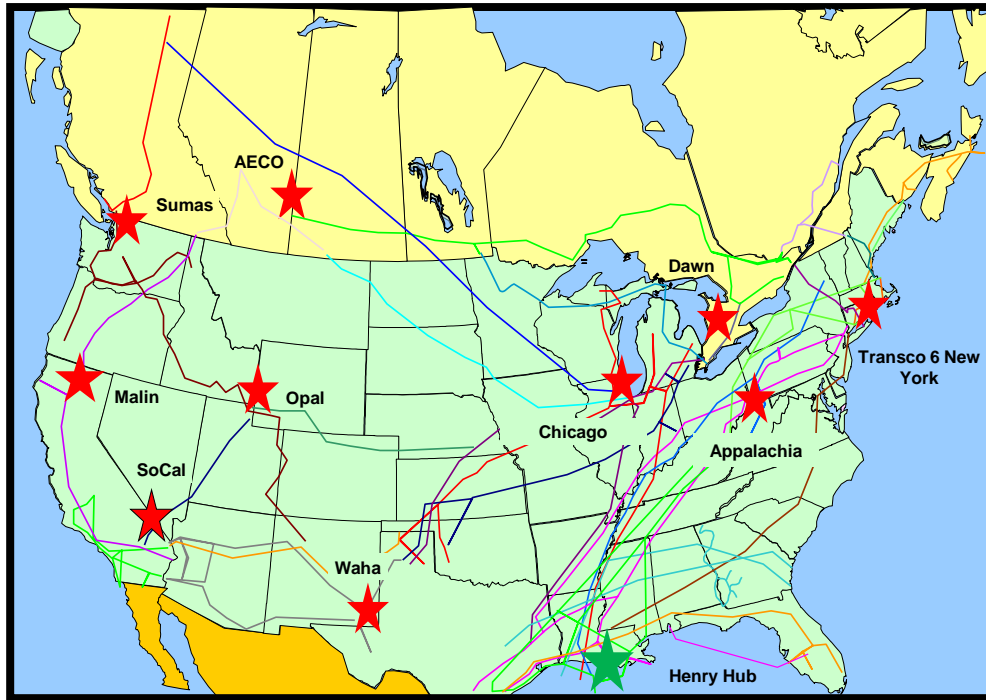 AECO
Sumas
Dawn
Transco 6 New
York
Malin
Opal
Chicago
Appalachia
SoCal
Waha
Henry Hub